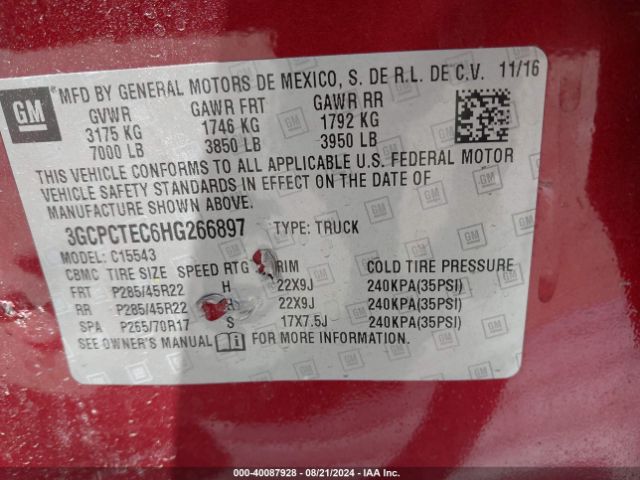 GM
MFD BY GENERAL MOTORS DE MEXICO, S. DE R.L. DE C.V. 11/16
GVWR GAWR FRT GAWR RR
3175 KG 1746 KG 1792 KG
7000 LB 3850 LB 3950 LB
THIS VEHICLE CONFORMS TO ALL APPLICABLE U.S. FEDERAL MOTOR
VEHICLE SAFETY STANDARDS IN EFFECT ON THE DATE OF
MANUFACTURE SHOWN ABOVE.
3GCPCTEC6HG266897 TYPE: TRUCK
MODEL: C15543
CBMC TIRE SIZE SPEED RTG RIM COLD TIRE PRESSURE
FRT P285/45R22 H 22X9J 240KPA(35PSI)
RR P285/45R22 H 22X9J 240KPA(35PSI)
SPA P265/70R17 S 17X7.5J 240KPA(35PSI)
SEE OWNER'S MANUAL FOR MORE INFORMATION.
00-40087928 - 08/21/2024 - IAA Inc.